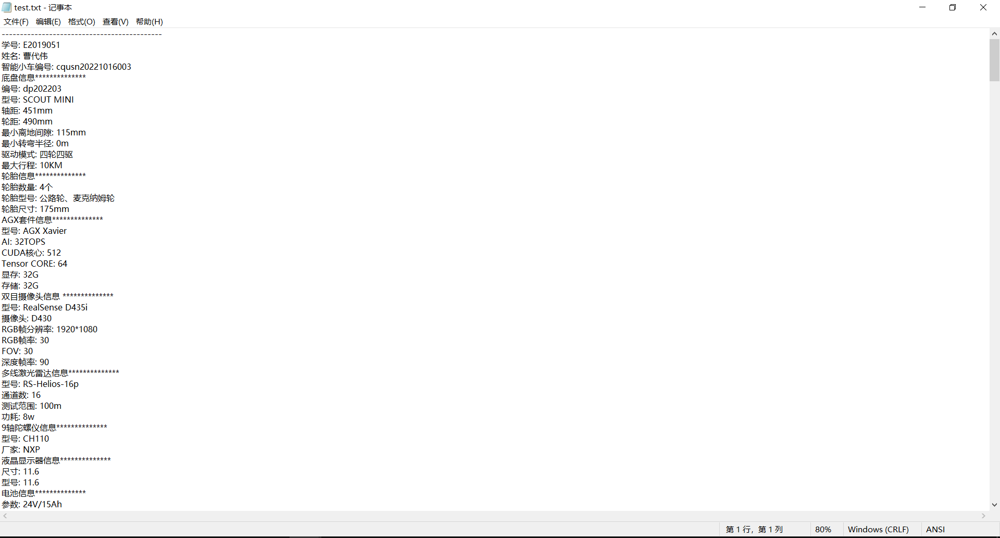 test.txt - 记事本
文件(F) 编辑(E) 格式(O) 查看(V) 帮助(H)
--------------------------------------------
学号: E2019051
姓名: 曹代伟
智能小车编号: cqusn20221016003
底盘信息**************
编号: dp202203
型号: SCOUT MINI
轴距: 451mm
轮距: 490mm
最小离地间隙: 115mm
最小转弯半径: 0m
驱动模式: 四轮四驱
最大行程: 10KM
轮胎信息**************
轮胎数量: 4个
轮胎型号: 公路轮、麦克纳姆轮
轮胎尺寸: 175mm
AGX套件信息**************
型号: AGX Xavier
AI: 32TOPS
CUDA核心: 512
Tensor CORE: 64
显存: 32G
存储: 32G
双目摄像头信息 **************
型号: RealSense D435i
摄像头: D430
RGB帧分辨率: 1920*1080
RGB帧率: 30
FOV: 30
深度帧率: 90
多线激光雷达信息**************
型号: RS-Helios-16p
通道数: 16
测试范围: 100m
功耗: 8w
9轴陀螺仪信息**************
型号: CH110
厂家: NXP
液晶显示器信息**************
尺寸: 11.6
型号: 11.6
电池信息**************
参数: 24V/15Ah
第 1 行，第 1 列 80% Windows (CRLF) ANSI